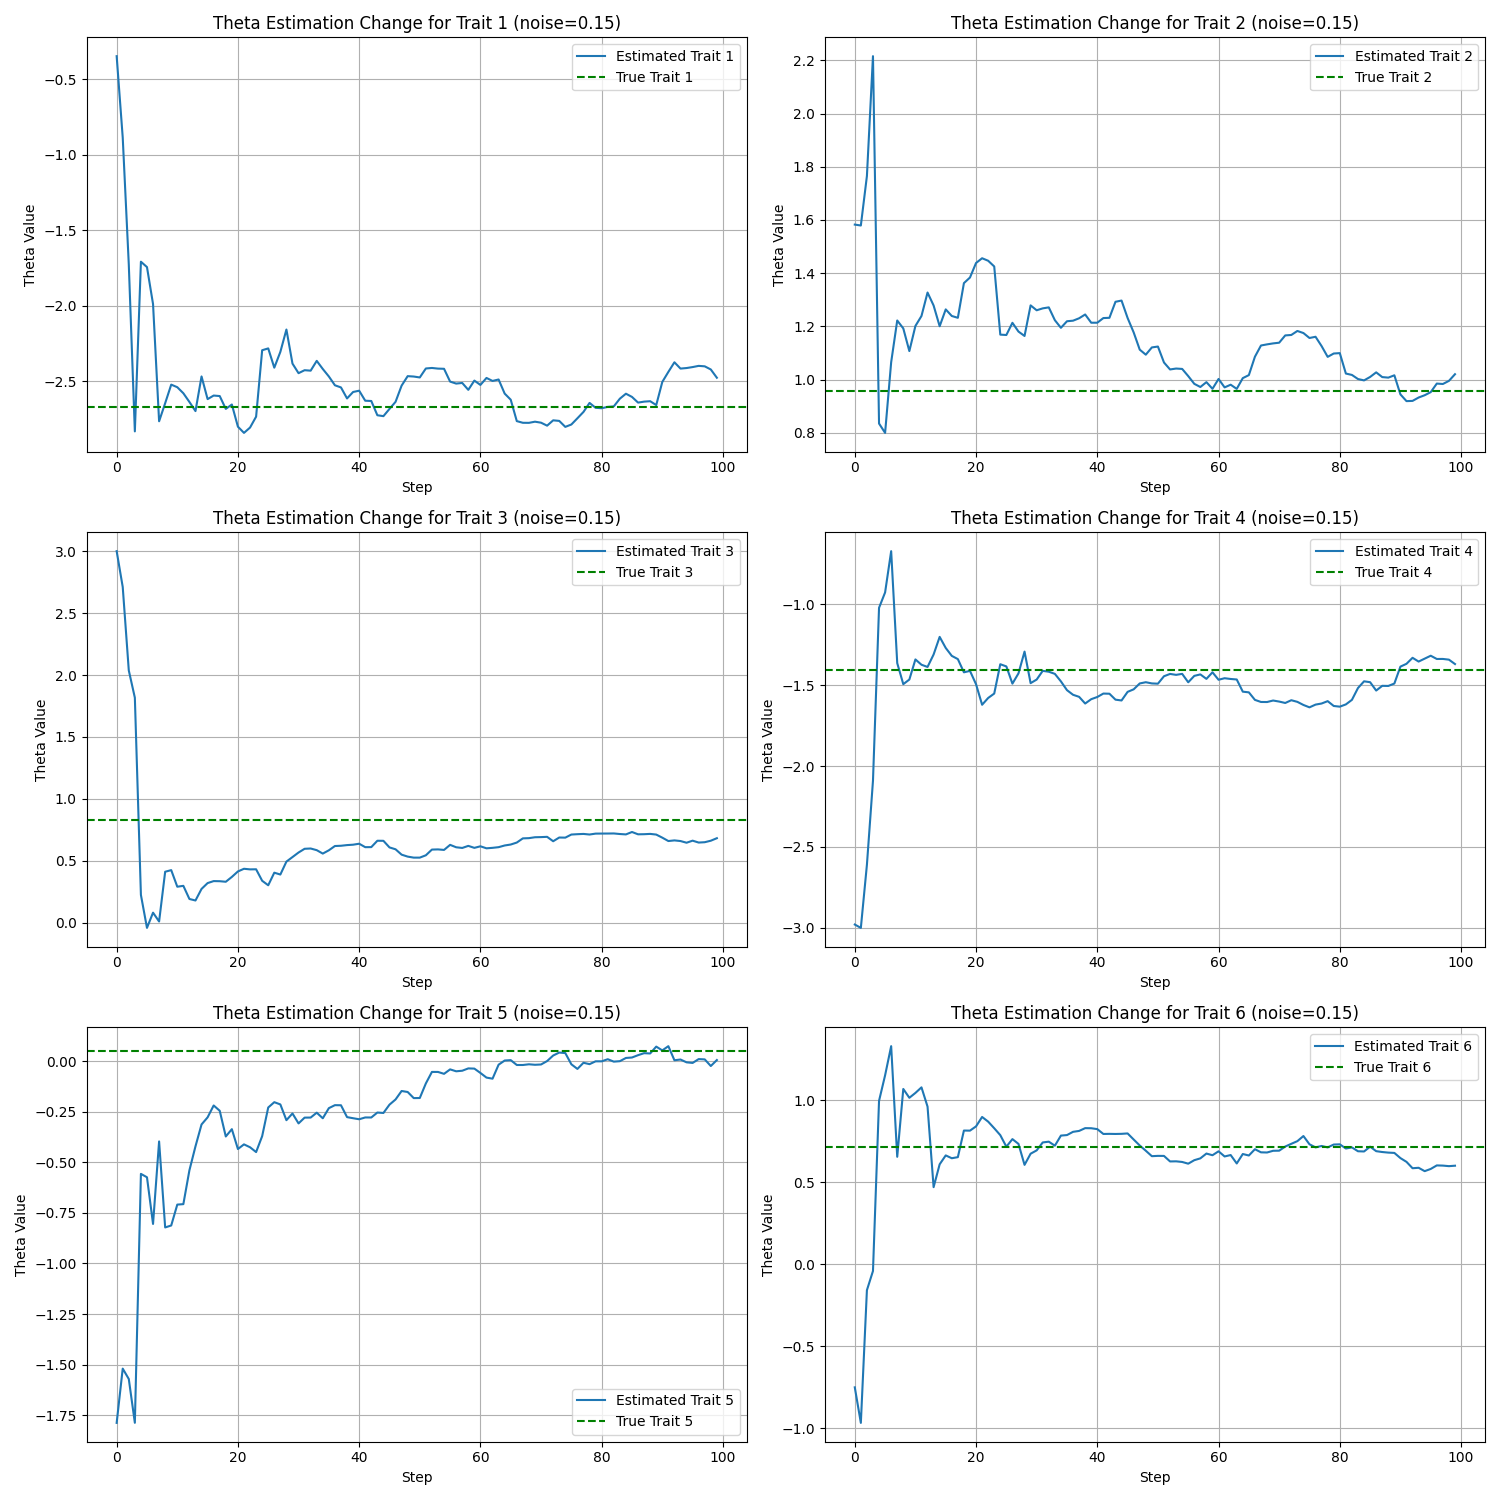 Theta Estimation Change for Trait 1 (noise=0.15)
Estimated Trait 1
True Trait 1
Theta Value
−0.5
−1.0
−1.5
−2.0
−2.5
0 20 40 60 80 100
Step
Theta Estimation Change for Trait 2 (noise=0.15)
Estimated Trait 2
True Trait 2
Theta Value
2.2
2.0
1.8
1.6
1.4
1.2
1.0
0.8
0 20 40 60 80 100
Step
Theta Estimation Change for Trait 3 (noise=0.15)
Estimated Trait 3
True Trait 3
Theta Value
3.0
2.5
2.0
1.5
1.0
0.5
0.0
0 20 40 60 80 100
Step
Theta Estimation Change for Trait 4 (noise=0.15)
Estimated Trait 4
True Trait 4
Theta Value
−1.0
−1.5
−2.0
−2.5
−3.0
0 20 40 60 80 100
Step
Theta Estimation Change for Trait 5 (noise=0.15)
Theta Value
0.00
−0.25
−0.50
−0.75
−1.00
−1.25
−1.50
−1.75
Estimated Trait 5
True Trait 5
0 20 40 60 80 100
Step
Theta Estimation Change for Trait 6 (noise=0.15)
Estimated Trait 6
True Trait 6
Theta Value
1.0
0.5
0.0
−0.5
−1.0
0 20 40 60 80 100
Step